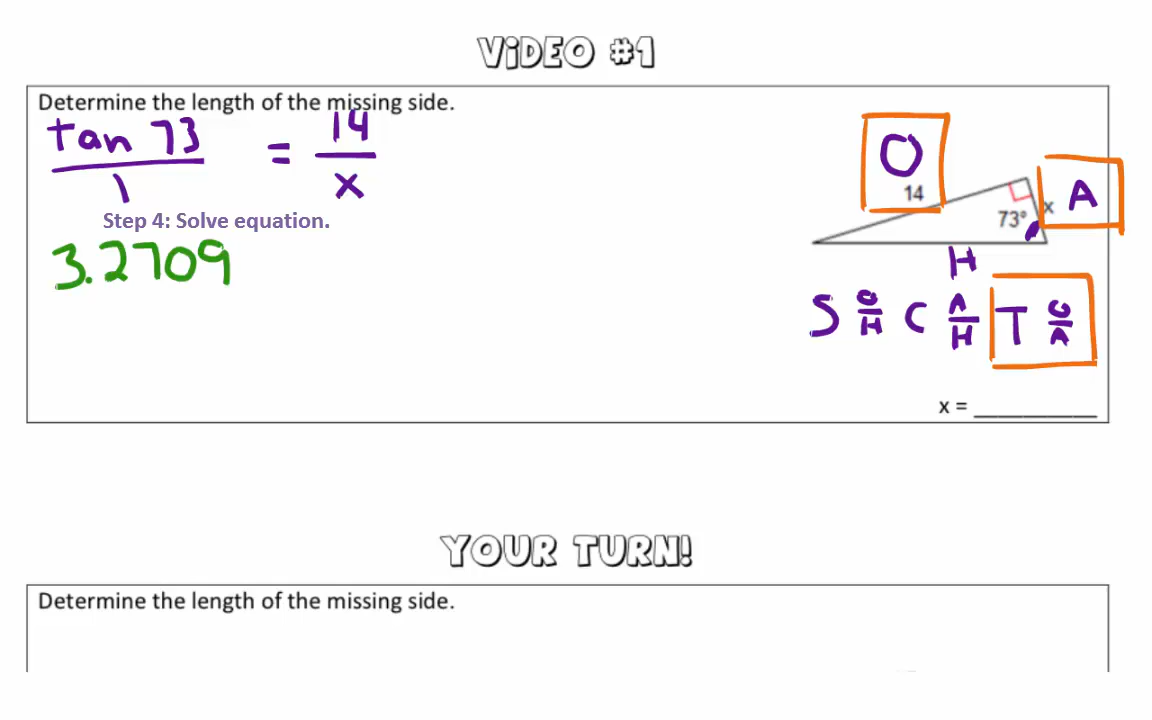 VIDEO #1
Determine the length of the missing side.
tan 73 / 1 = 14 / x
Step 4: Solve equation.
3.2709
O
14
A
x
73°
H
S O/H C A/H T O/A
x = ___________
YOUR TURN!
Determine the length of the missing side.